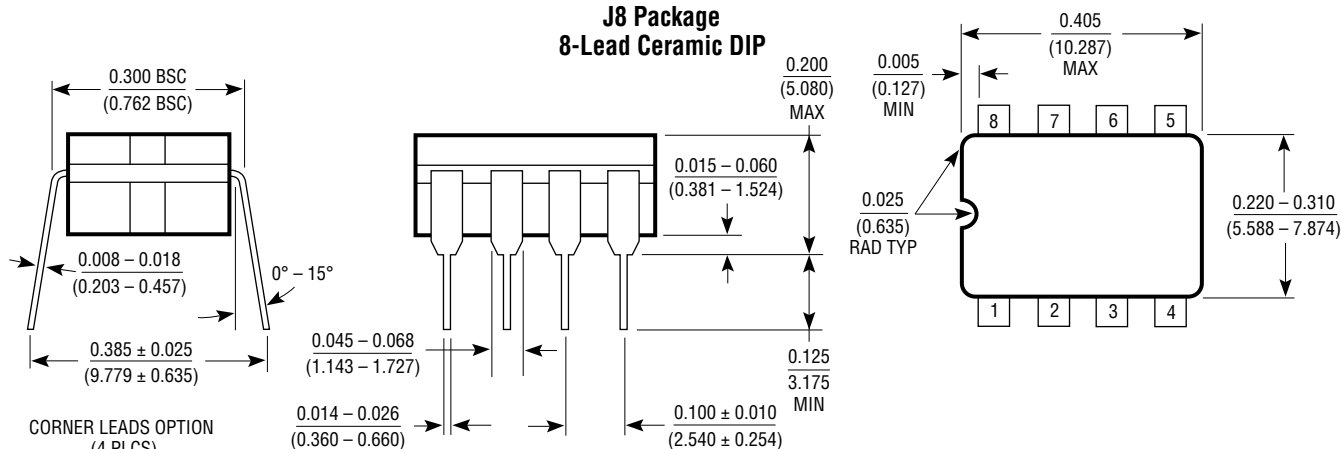 J8 Package
8-Lead Ceramic DIP
0.300 BSC
(0.762 BSC)
0.008 – 0.018
(0.203 – 0.457)
0° – 15°
0.385 ± 0.025
(9.779 ± 0.635)
CORNER LEADS OPTION
(4 PLCS)
0.200
(5.080)
MAX
0.015 – 0.060
(0.381 – 1.524)
0.045 – 0.068
(1.143 – 1.727)
0.014 – 0.026
(0.360 – 0.660)
0.100 ± 0.010
(2.540 ± 0.254)
0.125
3.175
MIN
0.005
(0.127)
MIN
0.405
(10.287)
MAX
8 7 6 5
0.025
(0.635)
RAD TYP
0.220 – 0.310
(5.588 – 7.874)
1 2 3 4